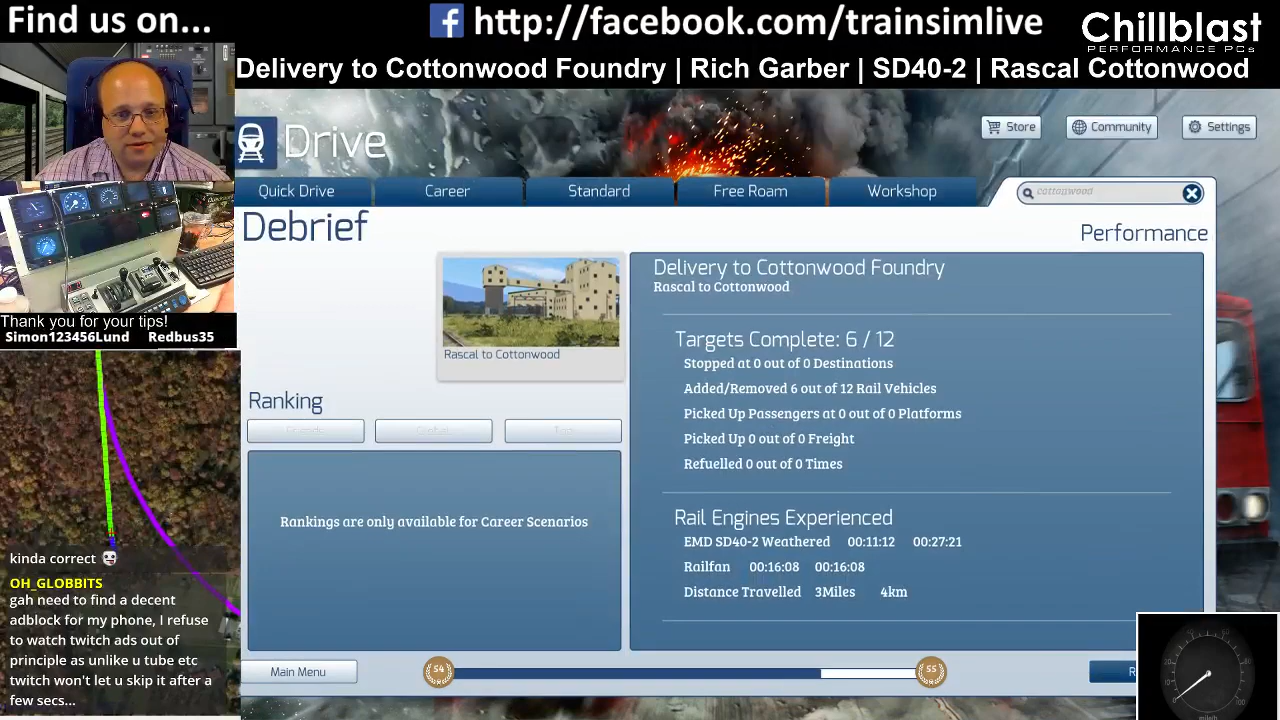 Find us on...
http://facebook.com/trainsimlive
Chillblast
PERFORMANCE PCs
Delivery to Cottonwood Foundry | Rich Garber | SD40-2 | Rascal Cottonwood
Drive
Store
Community
Settings
Quick Drive
Career
Standard
Free Roam
Workshop
cottonwood
Debrief
Performance
Rascal to Cottonwood
Delivery to Cottonwood Foundry
Rascal to Cottonwood
Targets Complete: 6 / 12
Stopped at 0 out of 0 Destinations
Added/Removed 6 out of 12 Rail Vehicles
Picked Up Passengers at 0 out of 0 Platforms
Picked Up 0 out of 0 Freight
Refuelled 0 out of 0 Times
Rail Engines Experienced
EMD SD40-2 Weathered 00:11:12 00:27:21
Railfan 00:16:08 00:16:08
Distance Travelled 3Miles 4km
Ranking
Rankings are only available for Career Scenarios
Main Menu
54
55
Thank you for your tips!
Simon123456Lund Redbus35
kinda correct
OH_GLOBBITS
gah need to find a decent
adblock for my phone, I refuse
to watch twitch ads out of
principle as unlike u tube etc
twitch won't let u skip it after a
few secs...